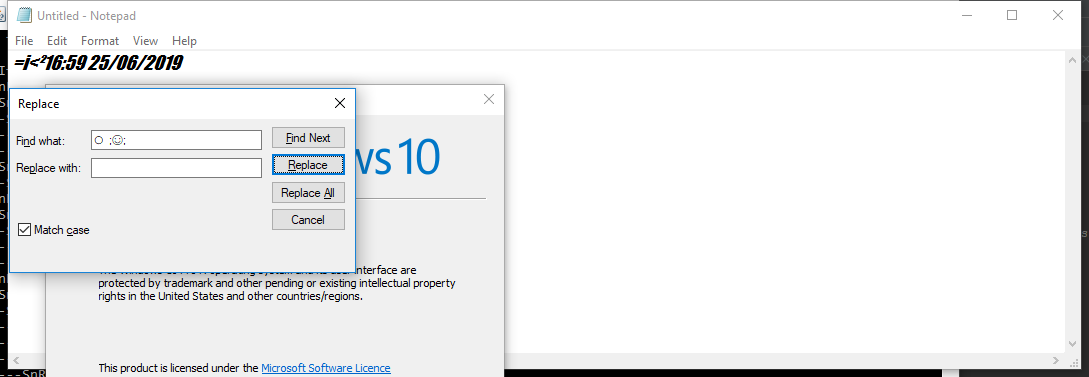 Untitled - Notepad
File Edit Format View Help
=i<²16:59 25/06/2019
Replace
Find what: ○ ;☺;
Find Next
Replace with:
Replace
Replace All
Cancel
Match case
ws 10
interface are
protected by trademark and other pending or existing intellectual property
rights in the United States and other countries/regions.
This product is licensed under the Microsoft Software Licence